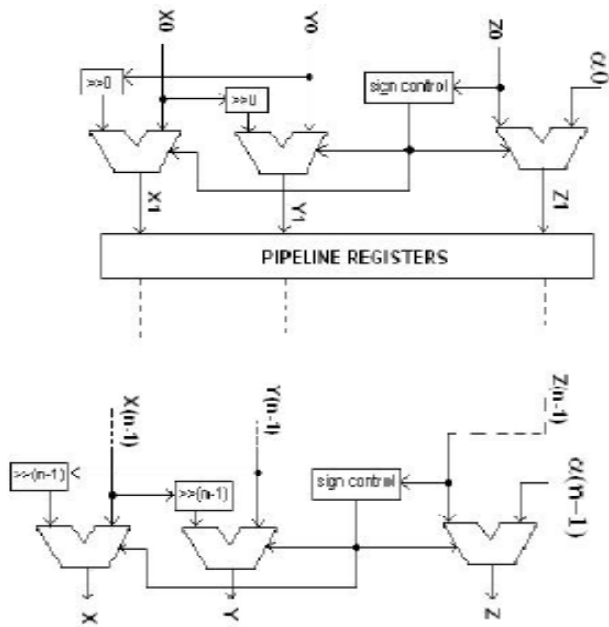 X0
Y0
Z0
α0
>>0
>>0
sign control
X1
Y1
Z1
PIPELINE REGISTERS
X(n-1)
Y(n-1)
Z(n-1)
α(n−1)
>>(n-1)
>>(n-1)
sign control
X
Y
Z